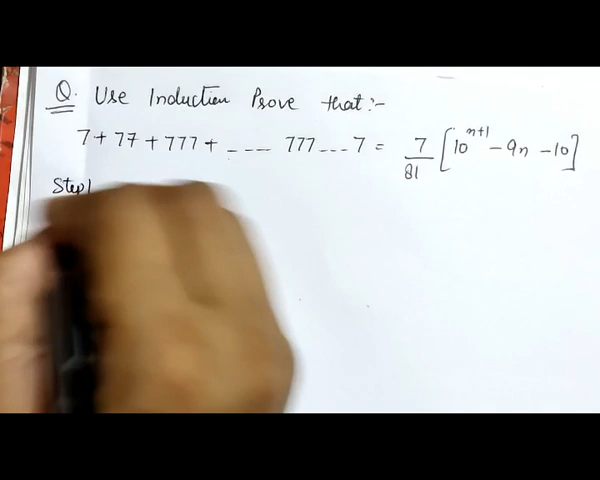 Q. Use Induction Prove that:-
7 + 77 + 777 + _ _ _ _ 777...7 = 7/81 [10^{n+1} - 9n - 10]
Step1